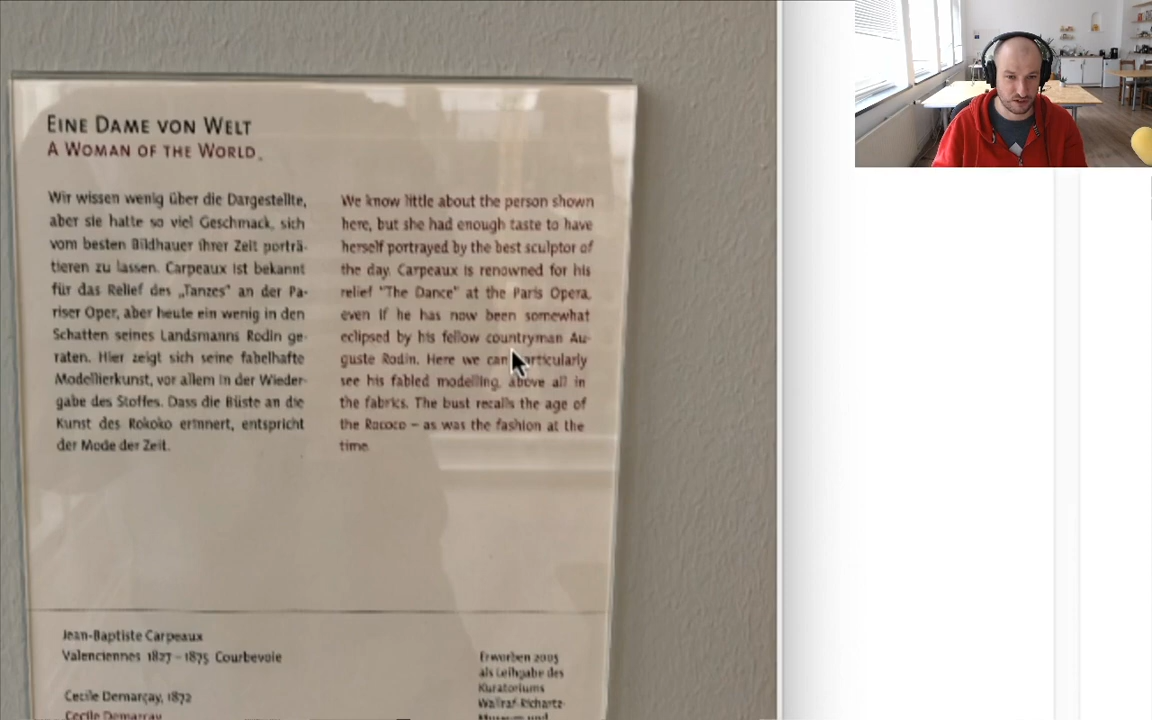 EINE DAME VON WELT
A WOMAN OF THE WORLD
Wir wissen wenig über die Dargestellte,
aber sie hatte so viel Geschmack, sich
vom besten Bildhauer ihrer Zeit porträ-
tieren zu lassen. Carpeaux ist bekannt
für das Relief des „Tanzes" an der Pa-
riser Oper, aber heute ein wenig in den
Schatten seines Landsmanns Rodin ge-
raten. Hier zeigt sich seine fabelhafte
Modellierkunst, vor allem in der Wieder-
gabe des Stoffes. Dass die Büste an die
Kunst des Rokoko erinnert, entspricht
der Mode der Zeit.
We know little about the person shown
here, but she had enough taste to have
herself portrayed by the best sculptor of
the day. Carpeaux is renowned for his
relief "The Dance" at the Paris Opera,
even if he has now been somewhat
eclipsed by his fellow countryman Au-
guste Rodin. Here we can particularly
see his fabled modelling, above all in
the fabrics. The bust recalls the age of
the Rococo – as was the fashion at the
time.
Jean-Baptiste Carpeaux
Valenciennes 1827 – 1875 Courbevoie
Cecile Demarçay, 1872
Cecile Demarcay
Erworben 2005
als Leihgabe des
Kuratoriums
Wallraf-Richartz-
Museum und